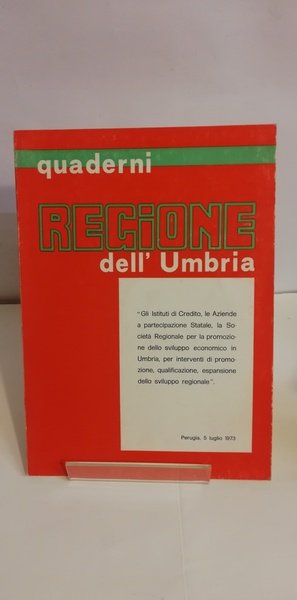 quaderni
REGIONE
dell' Umbria
"Gli Istituti di Credito, le Aziende
a partecipazione Statale, la So-
cietà Regionale per la promozio-
ne dello sviluppo economico in
Umbria, per interventi di promo-
zione, qualificazione, espansione
dello sviluppo regionale".
Perugia, 5 luglio 1973